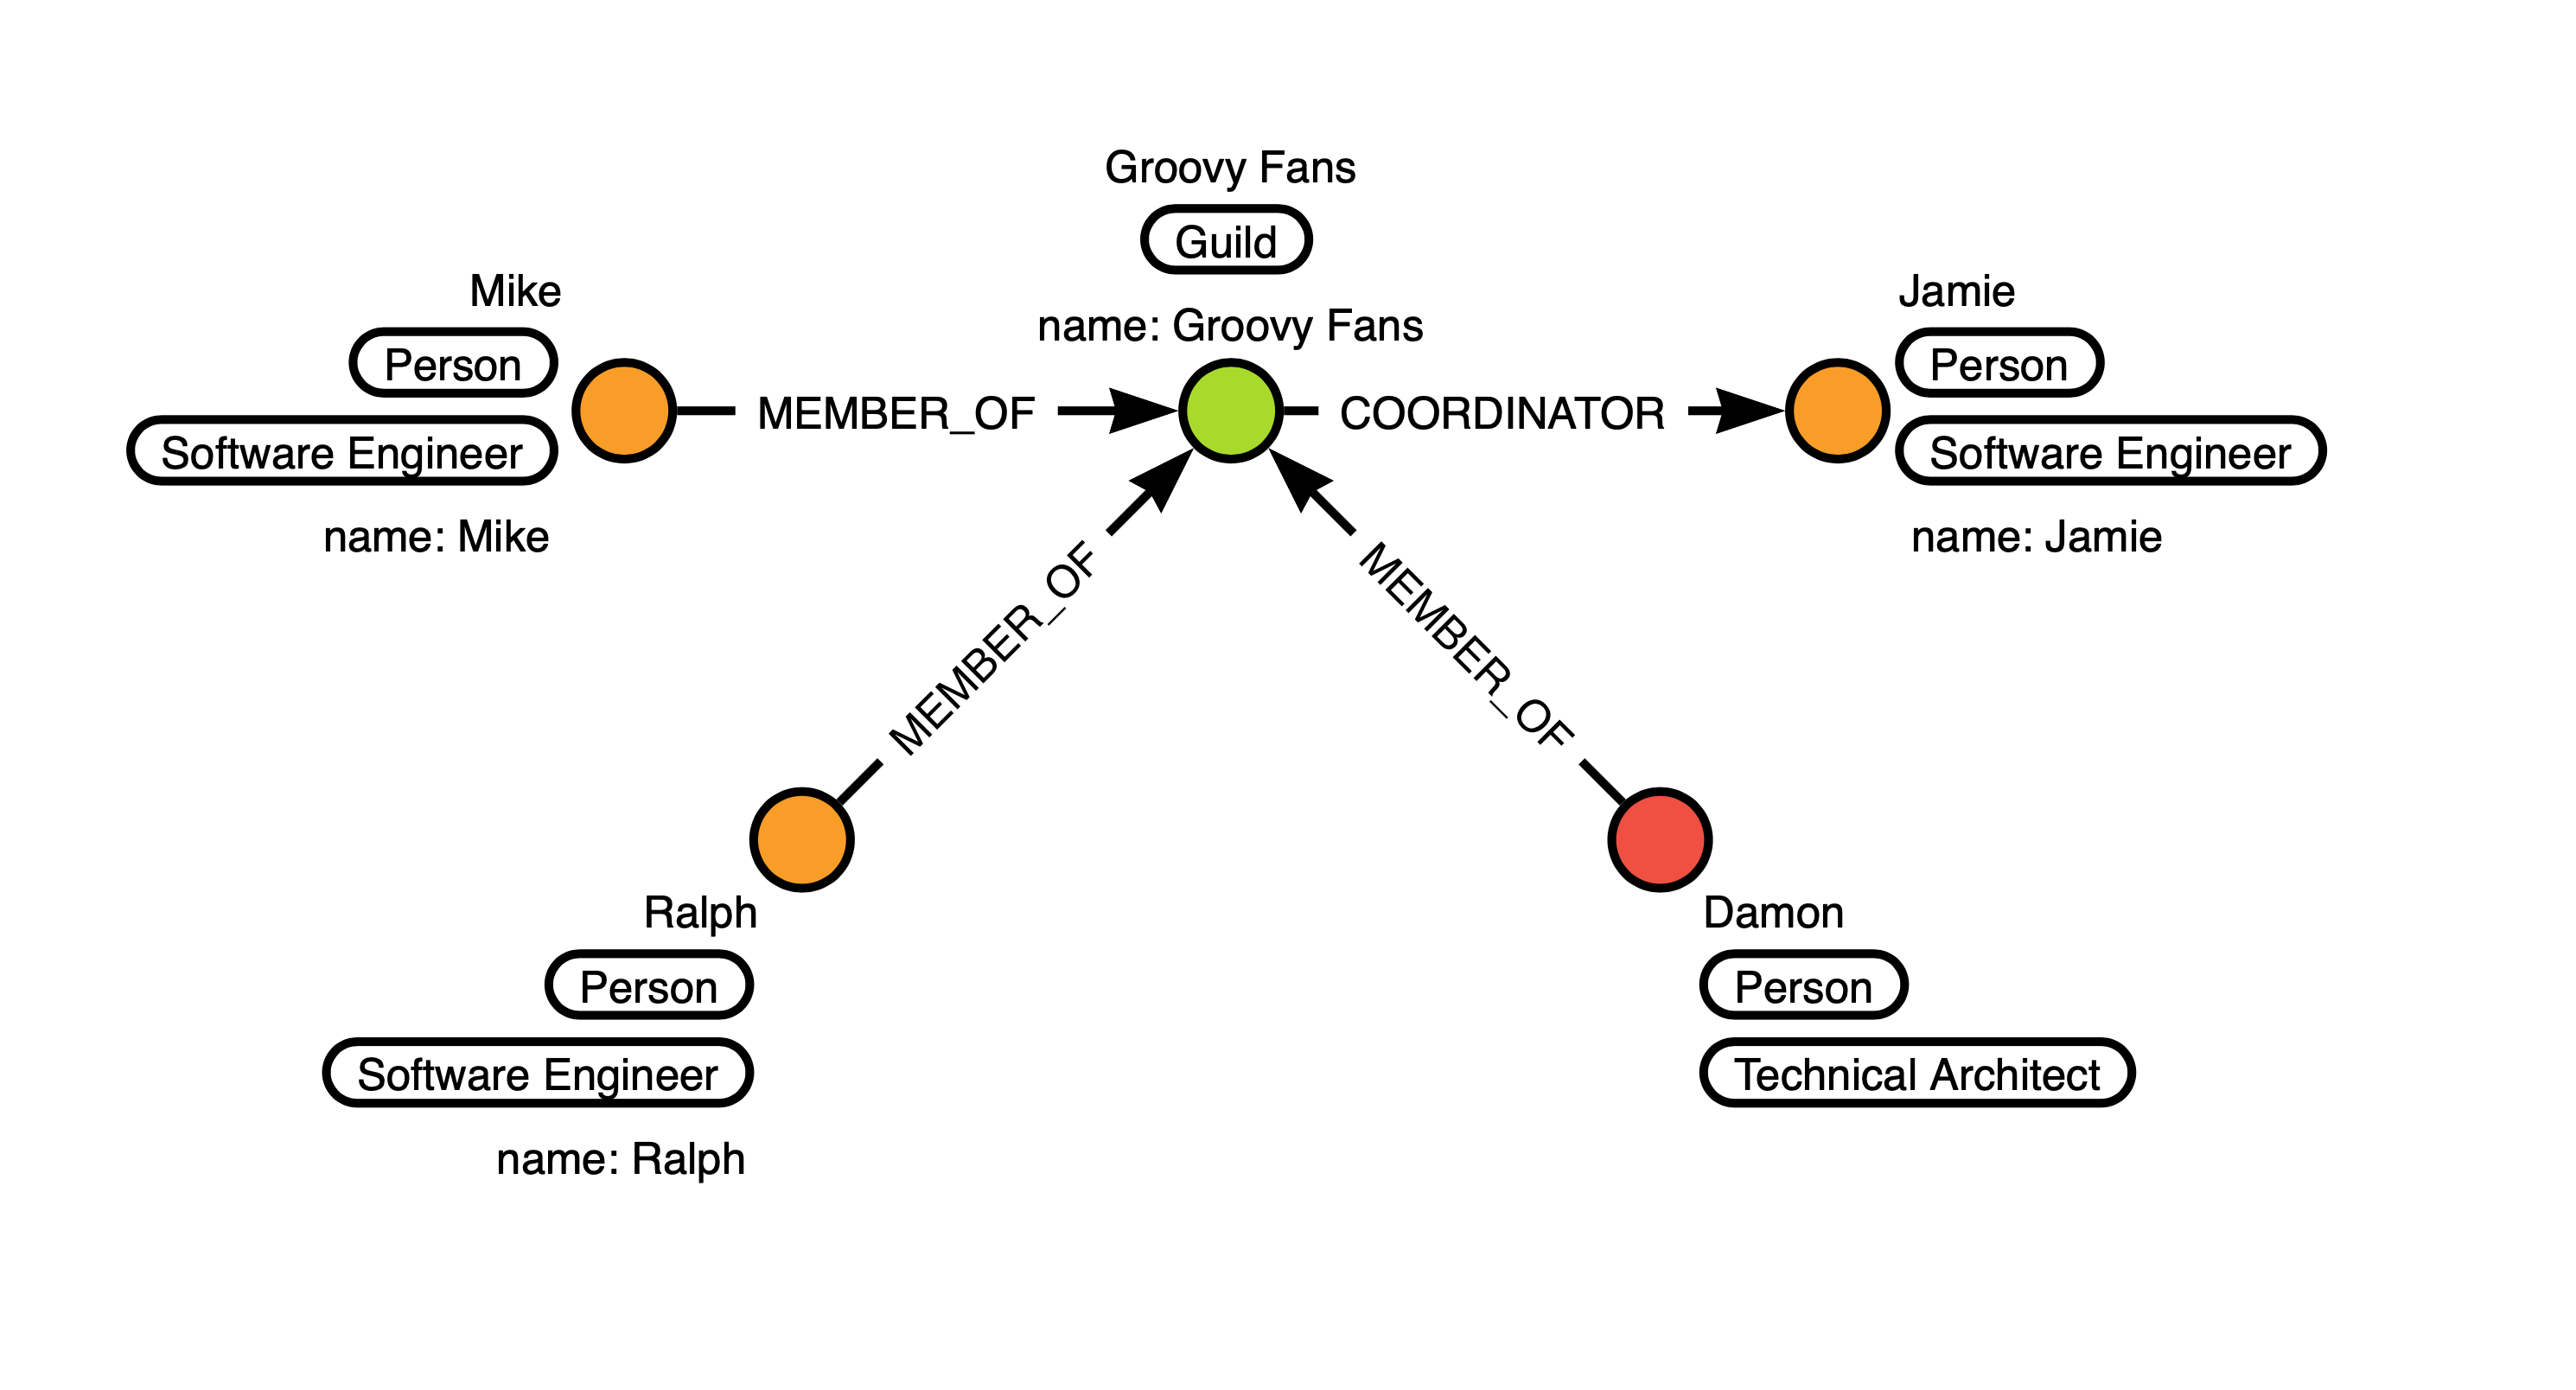 Groovy Fans
Guild
name: Groovy Fans
Mike
Person
Software Engineer
name: Mike
MEMBER_OF
COORDINATOR
Jamie
Person
Software Engineer
name: Jamie
MEMBER_OF
MEMBER_OF
Ralph
Person
Software Engineer
name: Ralph
Damon
Person
Technical Architect